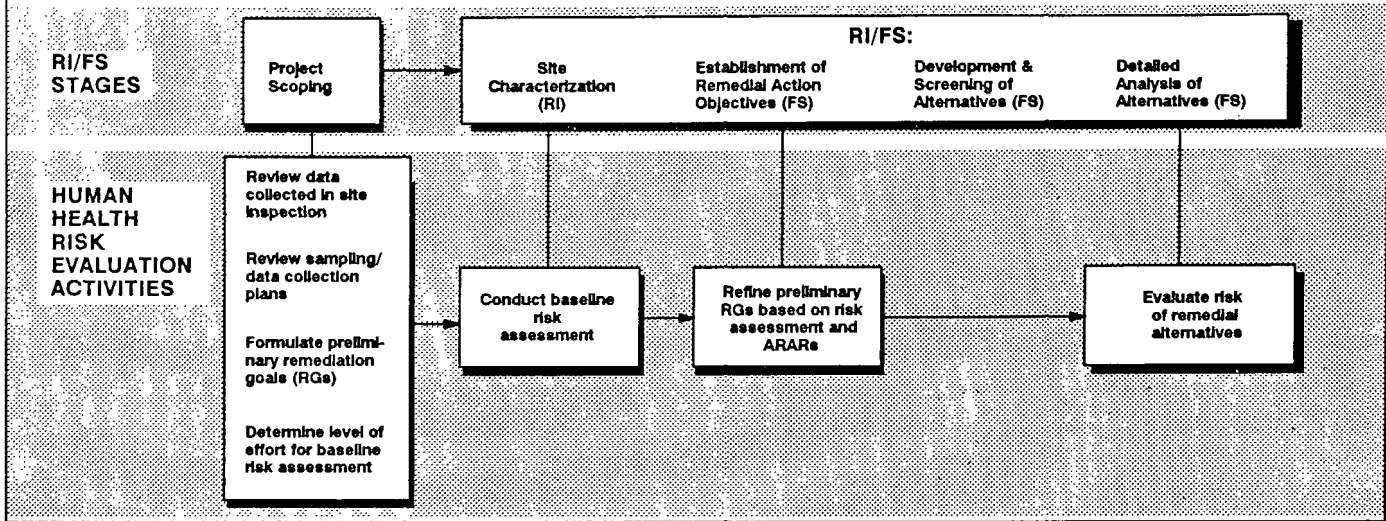 RI/FS
STAGES
Project
Scoping
RI/FS:
Site
Characterization
(RI)
Establishment of
Remedial Action
Objectives (FS)
Development &
Screening of
Alternatives (FS)
Detailed
Analysis of
Alternatives (FS)
HUMAN
HEALTH
RISK
EVALUATION
ACTIVITIES
Review data
collected in site
inspection
Review sampling/
data collection
plans
Formulate prelimi-
nary remediation
goals (RGs)
Determine level of
effort for baseline
risk assessment
Conduct baseline
risk
assessment
Refine preliminary
RGs based on risk
assessment and
ARARs
Evaluate risk
of remedial
alternatives